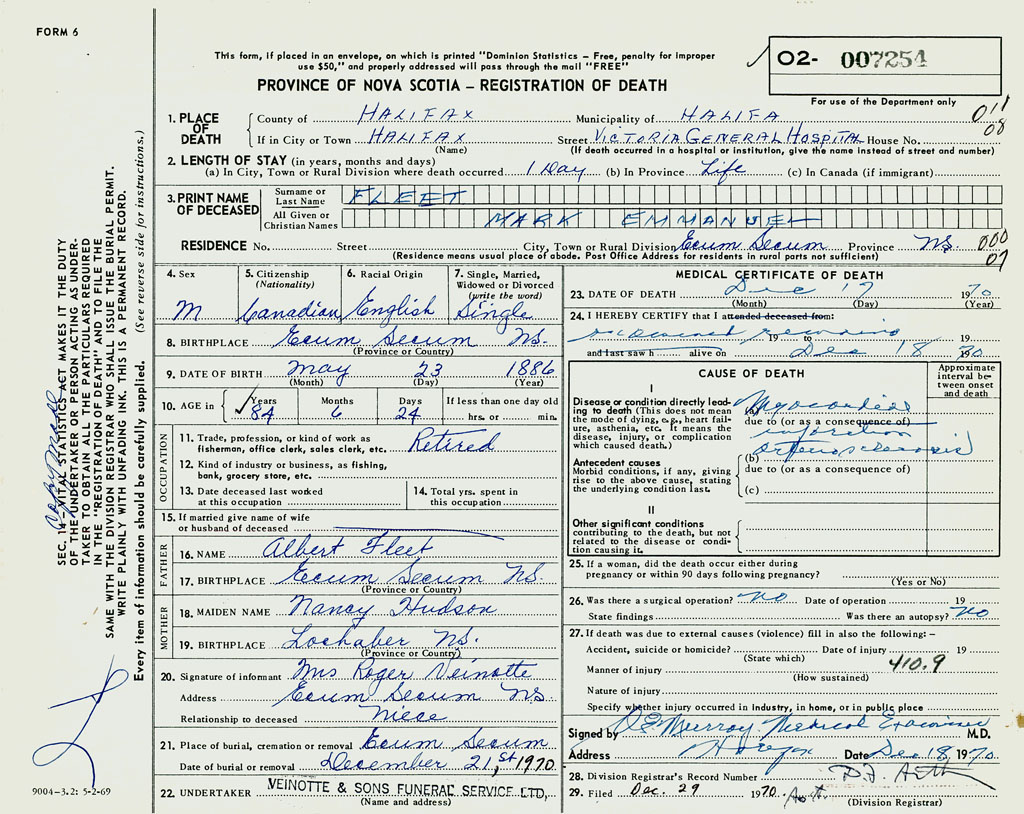 FORM 6
This form, if placed in an envelope, on which is printed "Dominion Statistics – Free, penalty for improper
use $50," and properly addressed will pass through the mail "FREE"
02- 007254
PROVINCE OF NOVA SCOTIA – REGISTRATION OF DEATH
For use of the Department only
1. PLACE OF DEATH
County of HALIFAX Municipality of HALIFA 011
If in City or Town HALIFAX Street VICTORIA GENERAL HOSPITAL House No. 08
(Name) (If death occurred in a hospital or institution, give the name instead of street and number)
2. LENGTH OF STAY (in years, months and days)
(a) In City, Town or Rural Division where death occurred 1 Day (b) In Province Life (c) In Canada (if immigrant)
3. PRINT NAME OF DECEASED
Surname or Last Name FLEET
All Given or Christian Names MARK EMMANUEL
RESIDENCE No. Street City, Town or Rural Division Ecum Secum Province NS. 000
(Residence means usual place of abode. Post Office Address for residents in rural parts not sufficient) 07
4. Sex M
5. Citizenship (Nationality) Canadian
6. Racial Origin English
7. Single, Married, Widowed or Divorced (write the word) Single
8. BIRTHPLACE Ecum Secum NS.
(Province or Country)
9. DATE OF BIRTH May 23 1886
(Month) (Day) (Year)
10. AGE in Years Months Days If less than one day old
84 6 24 hrs. or min.
OCCUPATION
11. Trade, profession, or kind of work as
fisherman, office clerk, sales clerk, etc. Retired
12. Kind of industry or business, as fishing,
bank, grocery store, etc.
13. Date deceased last worked
at this occupation
14. Total yrs. spent in
this occupation
15. If married give name of wife
or husband of deceased
FATHER
16. NAME Albert Fleet
17. BIRTHPLACE Ecum Secum NS.
(Province or Country)
MOTHER
18. MAIDEN NAME Nancy Hudson
19. BIRTHPLACE Lochaber NS.
(Province or Country)
20. Signature of informant Mrs Roger Veinotte
Address Ecum Secum NS
Relationship to deceased Niece
21. Place of burial, cremation or removal Ecum Secum
Date of burial or removal December 21,st 1970
22. UNDERTAKER VEINOTTE & SONS FUNERAL SERVICE LTD,
(Name and address)
MEDICAL CERTIFICATE OF DEATH
23. DATE OF DEATH Dec 17 1970
(Month) (Day) (Year)
24. I HEREBY CERTIFY that I attended deceased from:
19 to
and last saw h alive on Dec 18 1970
CAUSE OF DEATH
Approximate interval between onset and death
I
Disease or condition directly leading to death (This does not mean the mode of dying, e.g., heart failure, asthenia, etc. It means the disease, injury, or complication which caused death.)
(a) Myocardial
due to (or as a consequence of)
infarction
arteriosclerosis
(b)
due to (or as a consequence of)
(c)
Antecedent causes
Morbid conditions, if any, giving rise to the above cause, stating the underlying condition last.
II
Other significant conditions
contributing to the death, but not related to the disease or condition causing it.
25. If a woman, did the death occur either during
pregnancy or within 90 days following pregnancy?
(Yes or No)
26. Was there a surgical operation? NO Date of operation 19
State findings Was there an autopsy? NO
27. If death was due to external causes (violence) fill in also the following: –
Accident, suicide or homicide? Date of injury 19
(State which) 410.9
Manner of injury
(How sustained)
Nature of injury
Specify whether injury occurred in industry, in home, or in public place
Signed by Murray Medical Examiner M.D.
Address Date Dec 18 1970
28. Division Registrar's Record Number
29. Filed Dec. 29 1970
(Division Registrar)
SEC. 14 – VITAL STATISTICS ACT MAKES IT THE DUTY
OF THE UNDERTAKER OR PERSON ACTING AS UNDERTAKER
TO OBTAIN ALL THE PARTICULARS REQUIRED
IN THE "REGISTRATION OF DEATH" AND TO FILE THE
SAME WITH THE DIVISION REGISTRAR WHO SHALL ISSUE THE BURIAL PERMIT.
WRITE PLAINLY WITH UNFADING INK. THIS IS A PERMANENT RECORD.
Every item of information should be carefully supplied. (See reverse side for instructions.)
9004-3.2: 5-2-69